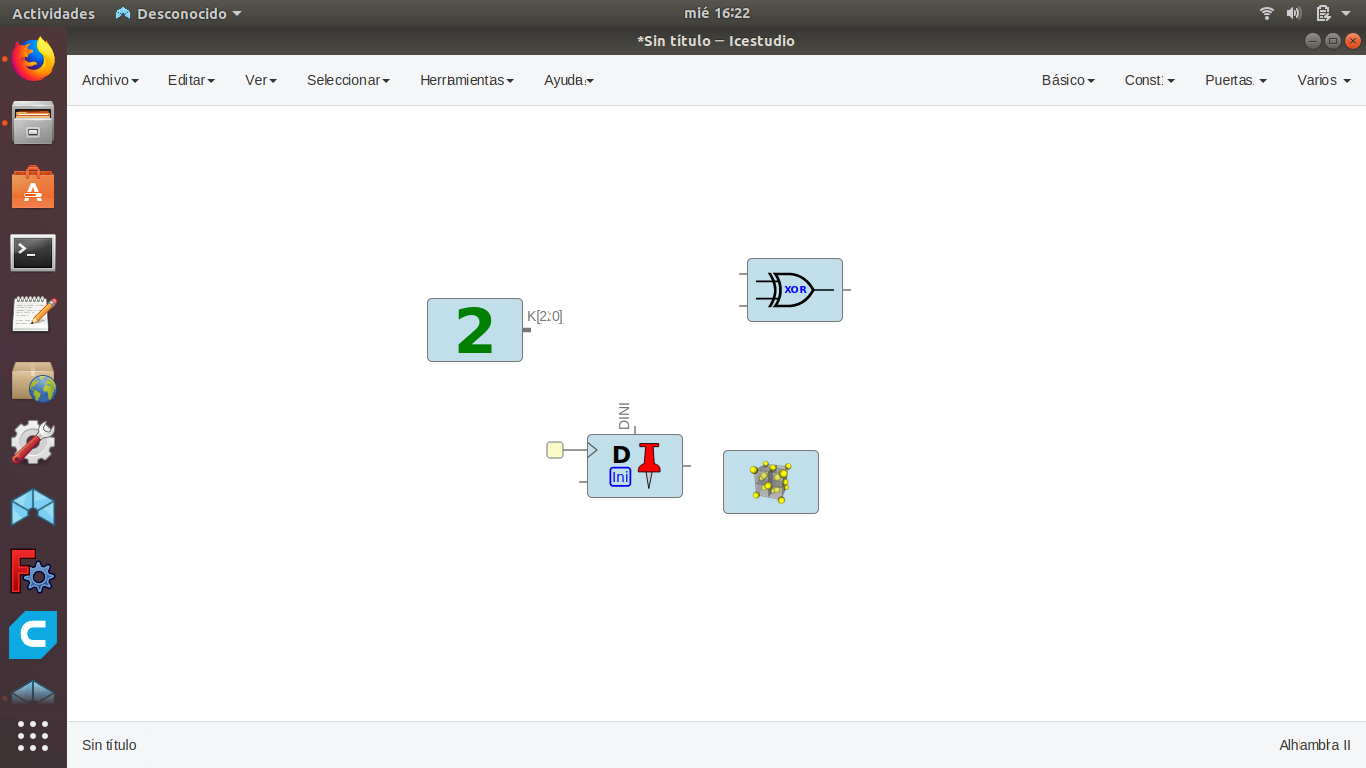 Actividades Desconocido mié 16:22
*Sin título – Icestudio
Archivo Editar Ver Seleccionar Herramientas Ayuda Básico Const. Puertas Varios
XOR
2 K[2:0]
DINI
D
Ini
Sin título Alhambra II